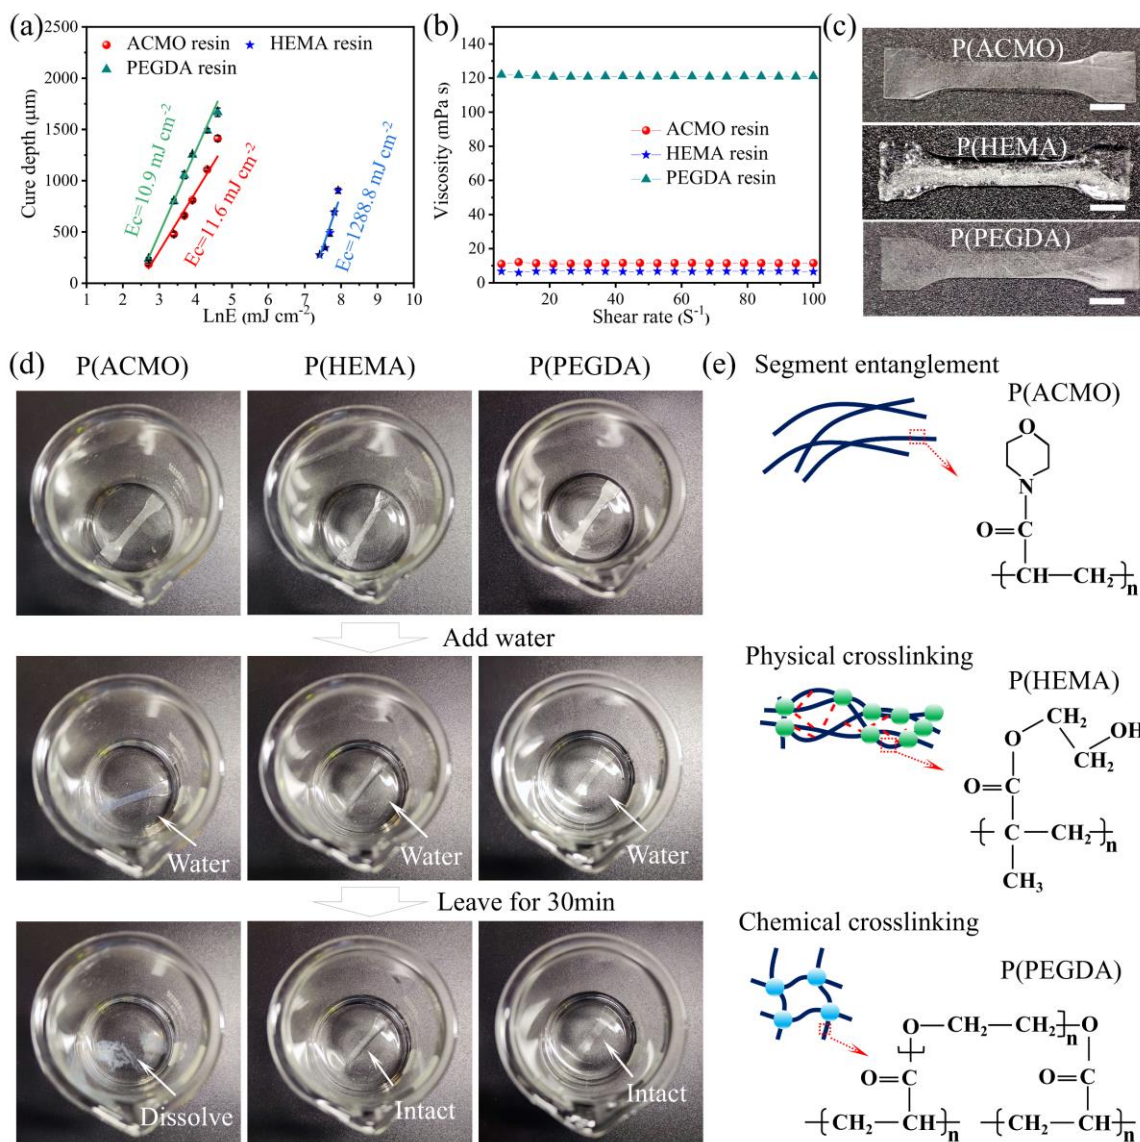 (a)
2500
2000
1500
1000
500
0
Cure depth (μm)
ACMO resin
HEMA resin
PEGDA resin
Ec=10.9 mJ cm-2
Ec=11.6 mJ cm-2
Ec=1288.8 mJ cm-2
1 2 3 4 5 6 7 8 9 10
LnE (mJ cm-2)
(b)
140
120
100
80
60
40
20
0
Viscosity (mPa s)
ACMO resin
HEMA resin
PEGDA resin
20 40 60 80 100
Shear rate (S-1)
(c)
P(ACMO)
P(HEMA)
P(PEGDA)
(d)
P(ACMO) P(HEMA) P(PEGDA)
Add water
Water Water Water
Leave for 30min
Dissolve Intact Intact
(e)
Segment entanglement
P(ACMO)
O
N
O=C
CH—CH2
n
Physical crosslinking
P(HEMA)
CH2
OH
O
CH2
O=C
C—CH2
n
CH3
Chemical crosslinking
P(PEGDA)
O—CH2—CH2
n
O
O=C O=C
CH2—CH
n
CH2—CH
n